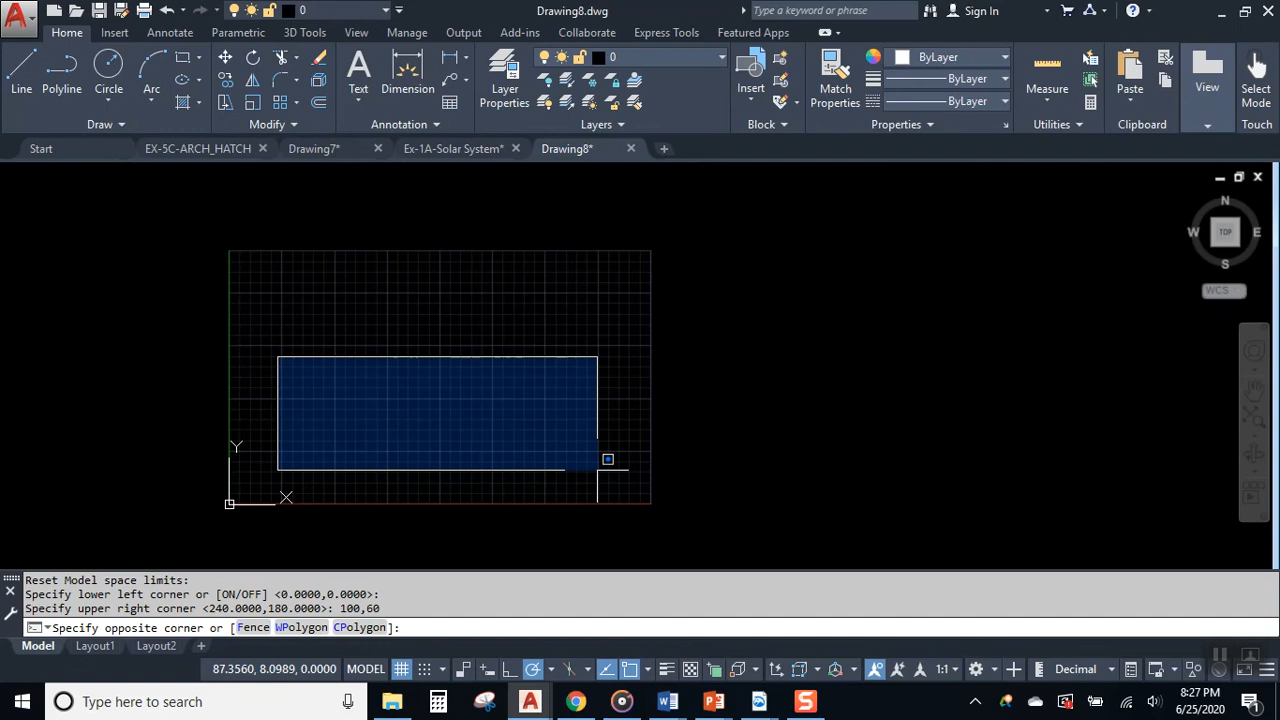 0
Drawing8.dwg
Type a keyword or phrase
Sign In
Home Insert Annotate Parametric 3D Tools View Manage Output Add-ins Collaborate Express Tools Featured Apps
Line Polyline Circle Arc
Text Dimension
Layer Properties
0
Insert
Match Properties
ByLayer
ByLayer
ByLayer
Measure
Paste
View
Select Mode
Draw Modify Annotation Layers Block Properties Utilities Clipboard Touch
Start EX-5C-ARCH_HATCH Drawing7* Ex-1A-Solar System* Drawing8*
N
W TOP E
S
WCS
Y
X
Reset Model space limits:
Specify lower left corner or [ON/OFF] <0.0000,0.0000>:
Specify upper right corner <240.0000,180.0000>: 100,60
Specify opposite corner or [Fence WPolygon CPolygon]:
Model Layout1 Layout2 +
87.3560, 8.0989, 0.0000 MODEL 1:1 Decimal
Type here to search
8:27 PM
6/25/2020